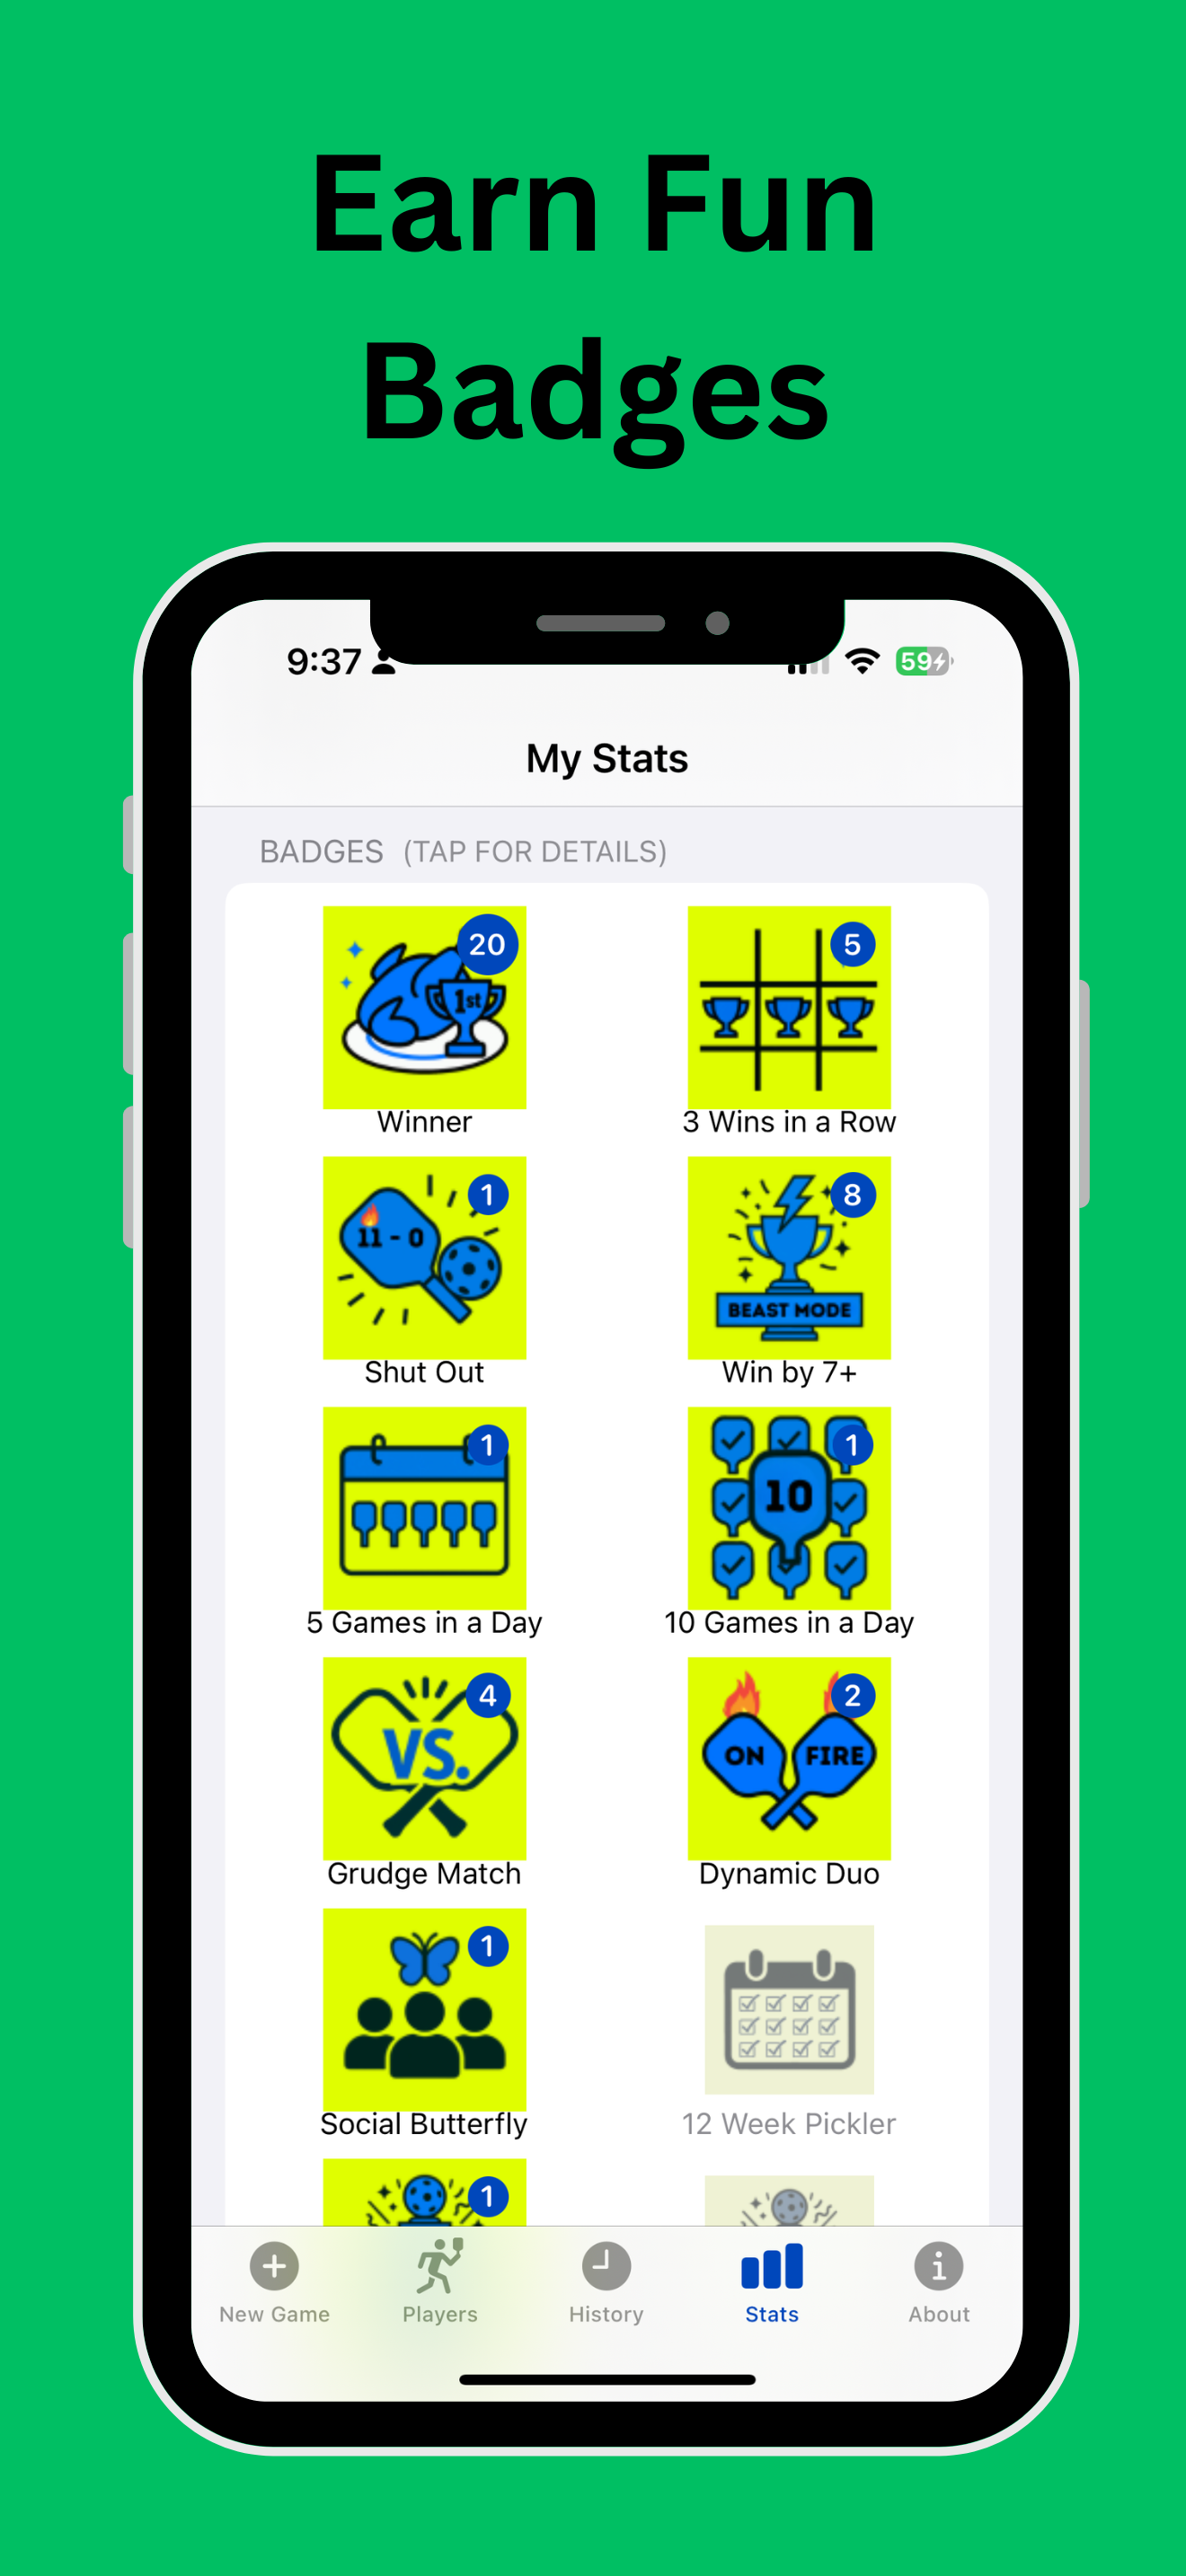 Earn Fun
Badges
9:37
59
My Stats
BADGES (TAP FOR DETAILS)
20
1st
5
Winner
3 Wins in a Row
1
11 - 0
8
BEAST MODE
Shut Out
Win by 7+
1
1
10
5 Games in a Day
10 Games in a Day
4
VS.
2
ON FIRE
Grudge Match
Dynamic Duo
1
Social Butterfly
12 Week Pickler
1
New Game
Players
History
Stats
About